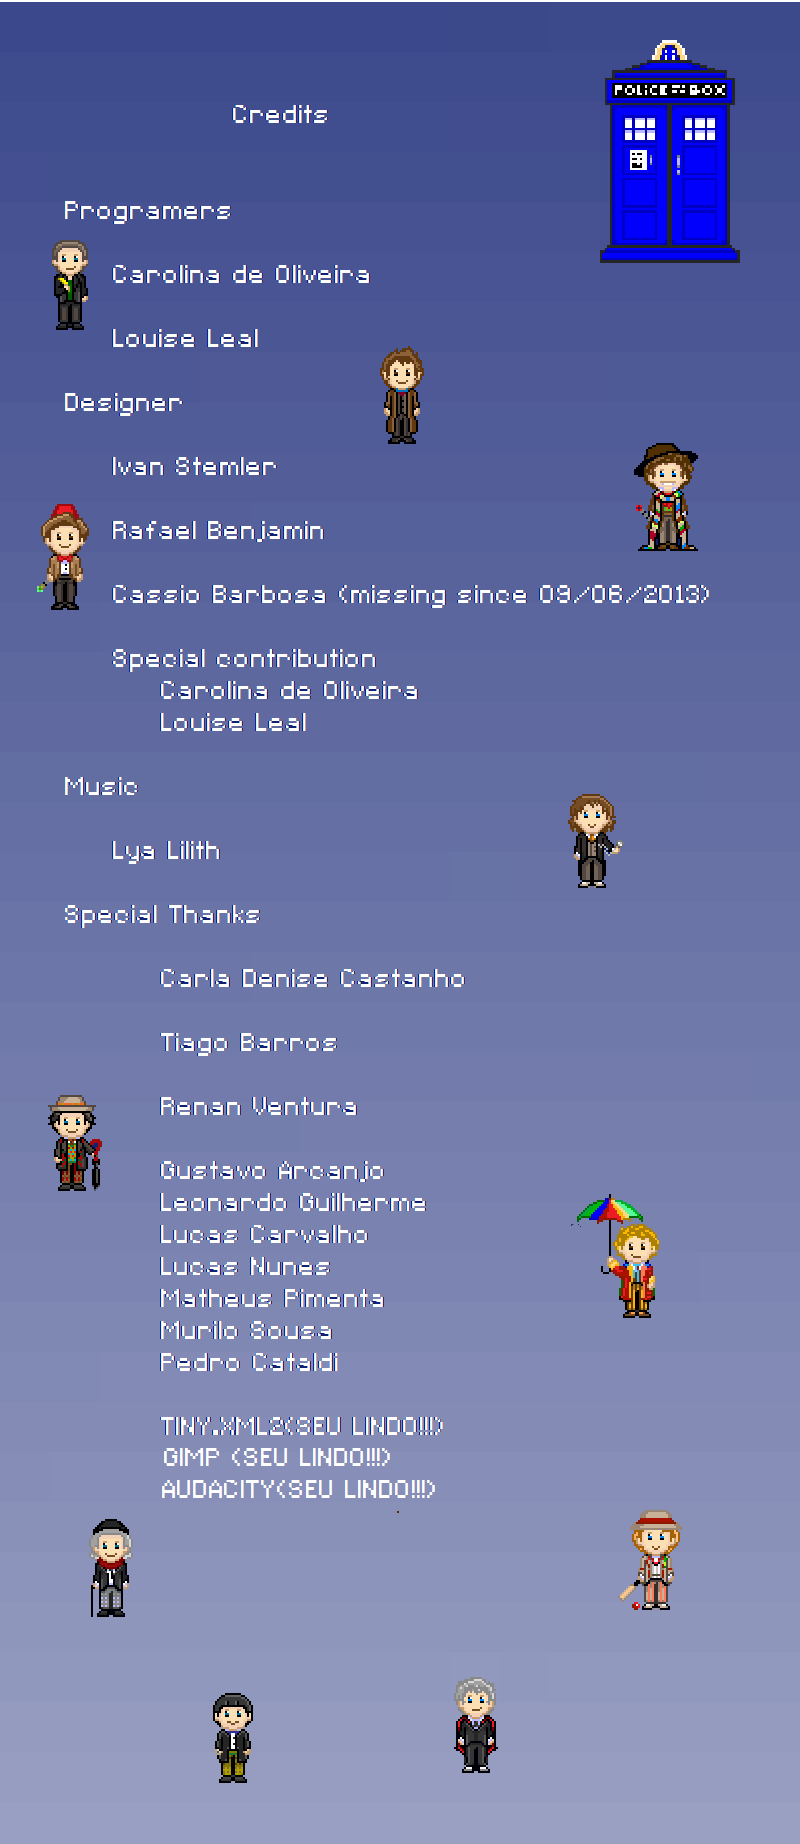 POLICE BOX
Credits
Programers
Carolina de Oliveira
Louise Leal
Designer
Ivan Stemler
Rafael Benjamin
Cassio Barbosa (missing since 09/06/2013)
Special contribution
Carolina de Oliveira
Louise Leal
Music
Lya Lilith
Special Thanks
Carla Denise Castanho
Tiago Barros
Renan Ventura
Gustavo Arcanjo
Leonardo Guilherme
Lucas Carvalho
Lucas Nunes
Matheus Pimenta
Murilo Sousa
Pedro Cataldi
TINY.XML2(SEU LINDO!!!)
GIMP (SEU LINDO!!!)
AUDACITY(SEU LINDO!!!)